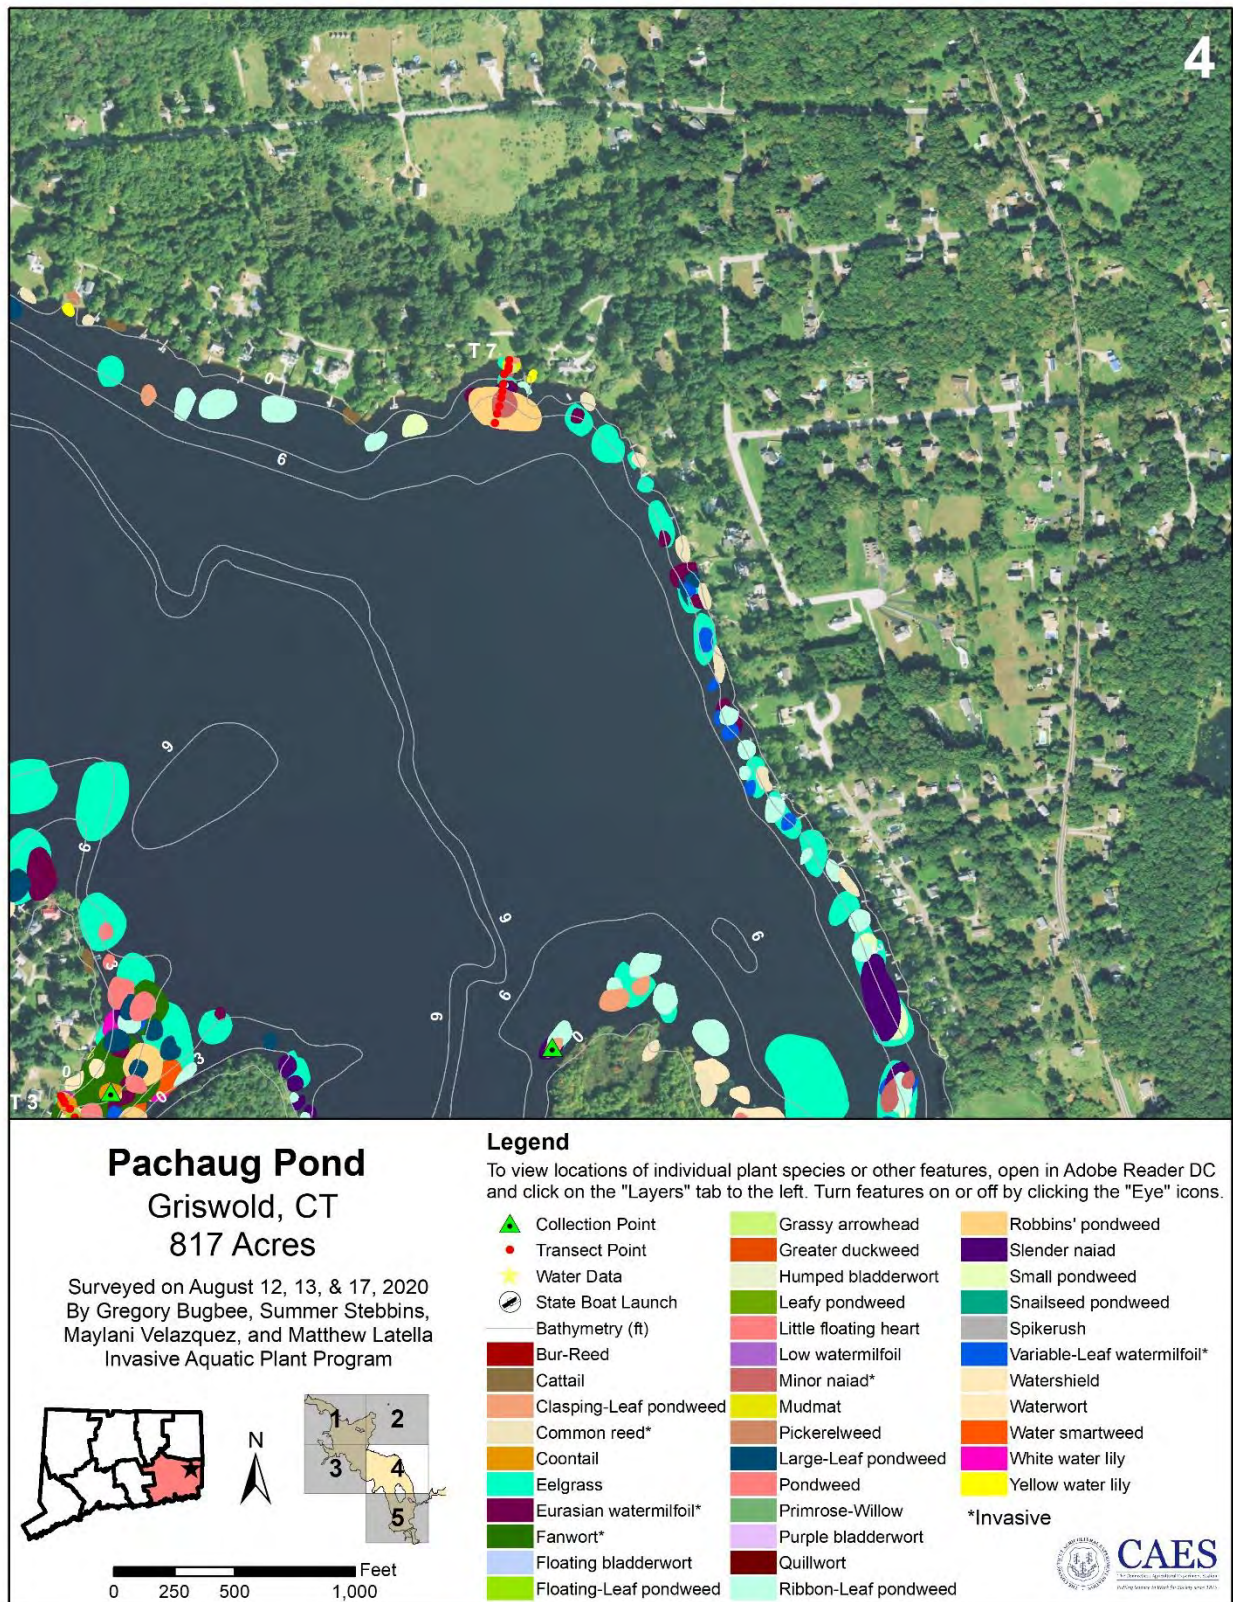 4
T 7
0
6
9
6
9
6
9
6
3
3
0
0
0
T 3
Pachaug Pond
Griswold, CT
817 Acres
Surveyed on August 12, 13, & 17, 2020
By Gregory Bugbee, Summer Stebbins,
Maylani Velazquez, and Matthew Latella
Invasive Aquatic Plant Program
N
1 2
3 4
5
Feet
0 250 500 1,000
Legend
To view locations of individual plant species or other features, open in Adobe Reader DC
and click on the "Layers" tab to the left. Turn features on or off by clicking the "Eye" icons.
Collection Point
Transect Point
Water Data
State Boat Launch
Bathymetry (ft)
Bur-Reed
Cattail
Clasping-Leaf pondweed
Common reed*
Coontail
Eelgrass
Eurasian watermilfoil*
Fanwort*
Floating bladderwort
Floating-Leaf pondweed
Grassy arrowhead
Greater duckweed
Humped bladderwort
Leafy pondweed
Little floating heart
Low watermilfoil
Minor naiad*
Mudmat
Pickerelweed
Large-Leaf pondweed
Pondweed
Primrose-Willow
Purple bladderwort
Quillwort
Ribbon-Leaf pondweed
Robbins' pondweed
Slender naiad
Small pondweed
Snailseed pondweed
Spikerush
Variable-Leaf watermilfoil*
Watershield
Waterwort
Water smartweed
White water lily
Yellow water lily
*Invasive
CAES
The Connecticut Agricultural Experiment Station